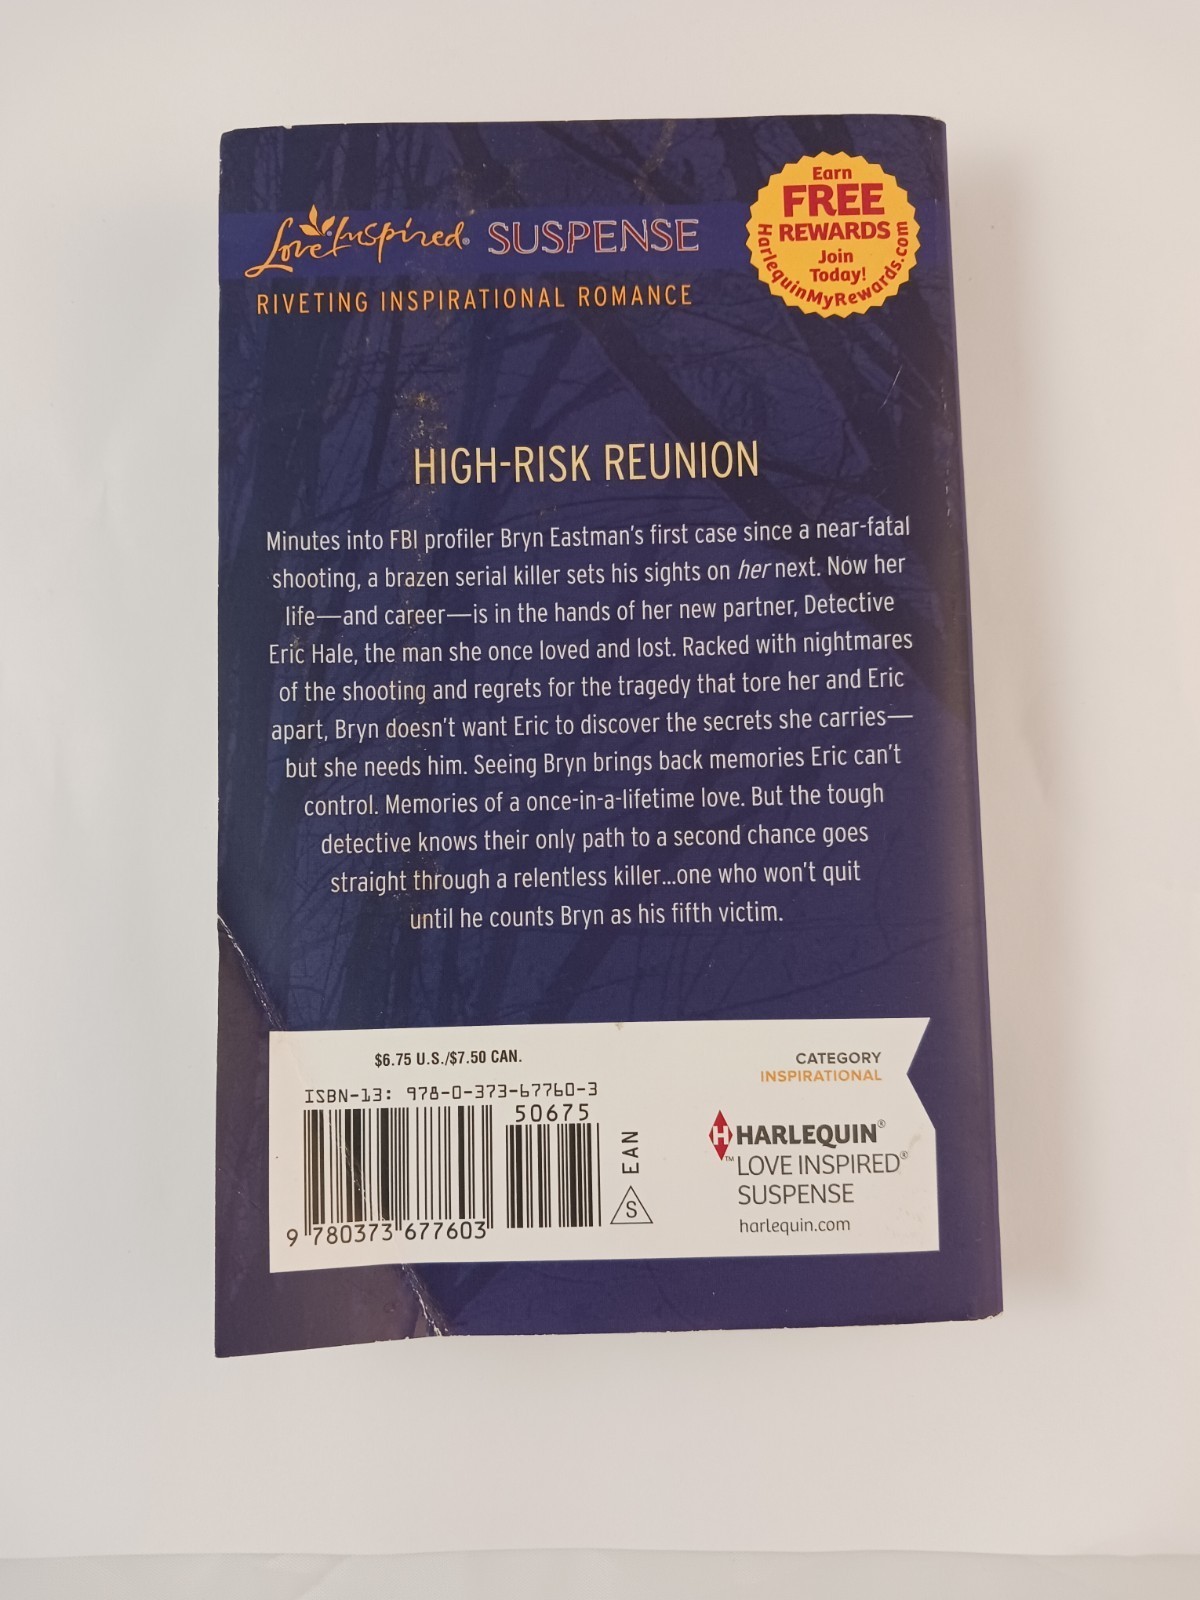 Love Inspired® SUSPENSE
RIVETING INSPIRATIONAL ROMANCE
Earn
FREE
REWARDS
Join
Today!
HarlequinMyRewards.com
HIGH-RISK REUNION
Minutes into FBI profiler Bryn Eastman's first case since a near-fatal
shooting, a brazen serial killer sets his sights on her next. Now her
life—and career—is in the hands of her new partner, Detective
Eric Hale, the man she once loved and lost. Racked with nightmares
of the shooting and regrets for the tragedy that tore her and Eric
apart, Bryn doesn't want Eric to discover the secrets she carries—
but she needs him. Seeing Bryn brings back memories Eric can't
control. Memories of a once-in-a-lifetime love. But the tough
detective knows their only path to a second chance goes
straight through a relentless killer...one who won't quit
until he counts Bryn as his fifth victim.
$6.75 U.S./$7.50 CAN.
ISBN-13: 978-0-373-67760-3
50675
9 780373 677603
EAN
S
CATEGORY
INSPIRATIONAL
H HARLEQUIN®
™ LOVE INSPIRED®
SUSPENSE
harlequin.com